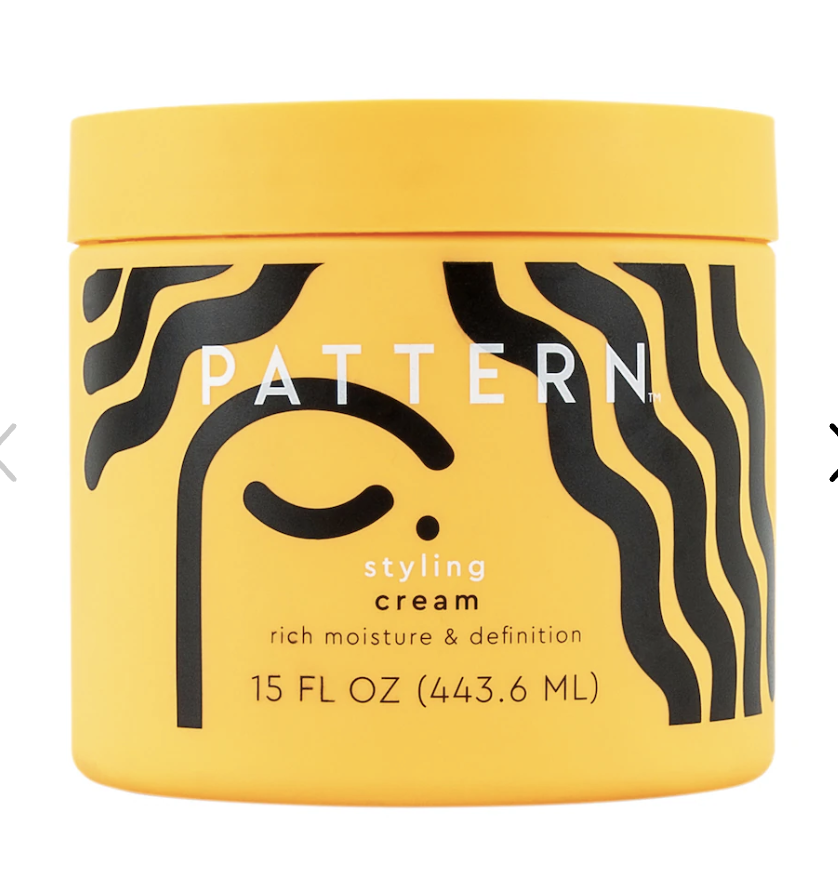 PATTERN™
styling
cream
rich moisture & definition
15 FL OZ (443.6 ML)